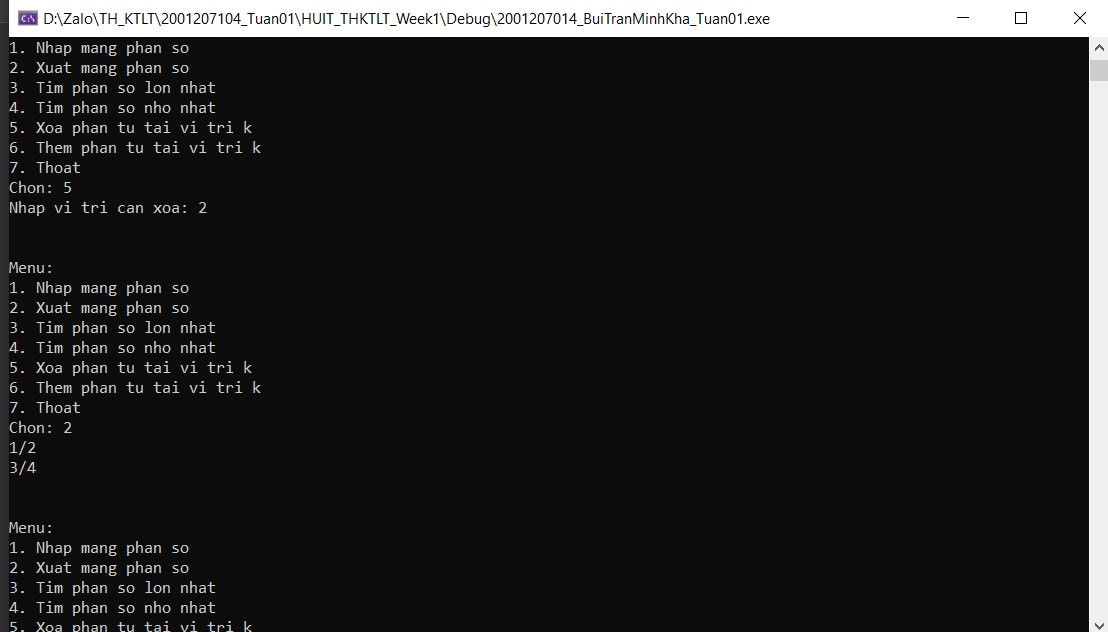 D:\Zalo\TH_KTLT\2001207104_Tuan01\HUIT_THKTLT_Week1\Debug\2001207014_BuiTranMinhKha_Tuan01.exe
1. Nhap mang phan so
2. Xuat mang phan so
3. Tim phan so lon nhat
4. Tim phan so nho nhat
5. Xoa phan tu tai vi tri k
6. Them phan tu tai vi tri k
7. Thoat
Chon: 5
Nhap vi tri can xoa: 2
Menu:
1. Nhap mang phan so
2. Xuat mang phan so
3. Tim phan so lon nhat
4. Tim phan so nho nhat
5. Xoa phan tu tai vi tri k
6. Them phan tu tai vi tri k
7. Thoat
Chon: 2
1/2
3/4
Menu:
1. Nhap mang phan so
2. Xuat mang phan so
3. Tim phan so lon nhat
4. Tim phan so nho nhat
5. Xoa phan tu tai vi tri k